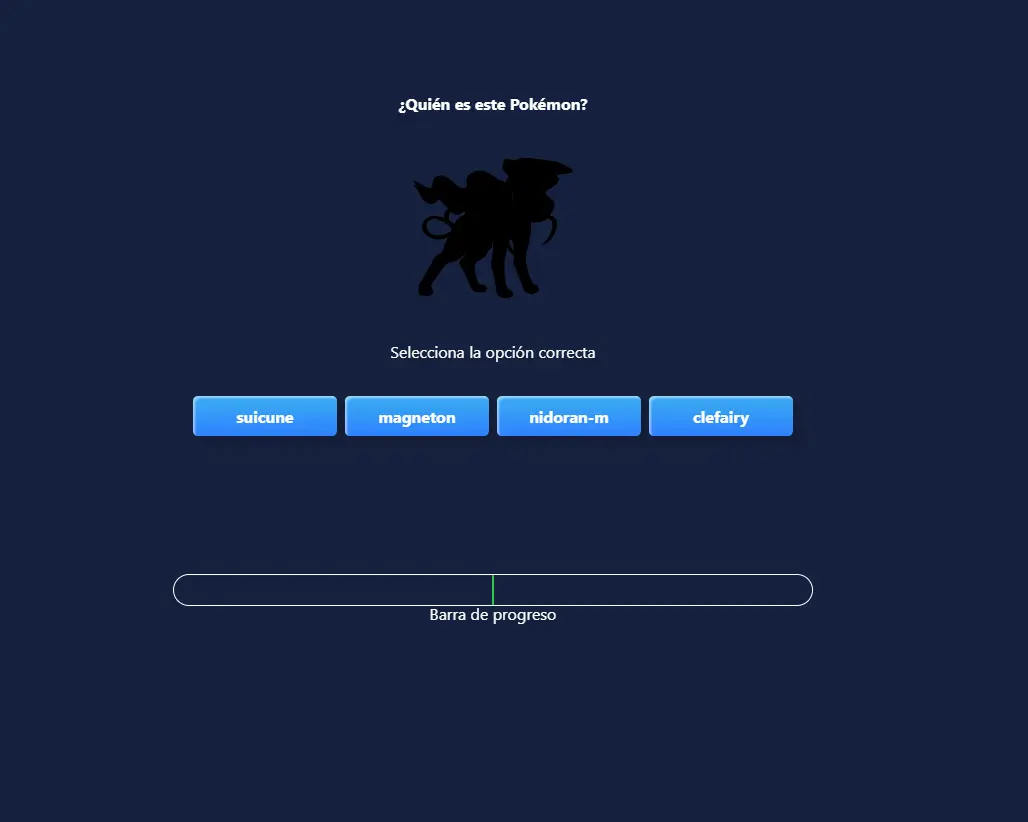 ¿Quién es este Pokémon?
Selecciona la opción correcta
suicune magneton nidoran-m clefairy
Barra de progreso